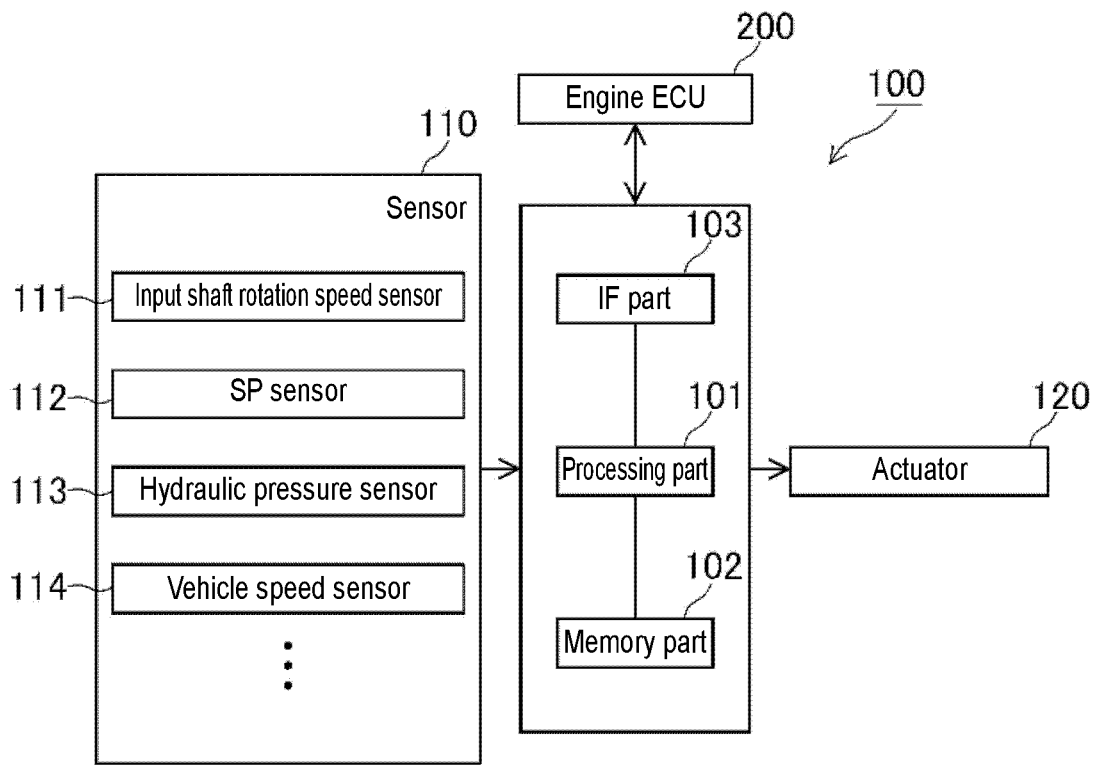 200
Engine ECU
100
110
Sensor
103
IF part
111
Input shaft rotation speed sensor
112
SP sensor
101
Processing part
120
Actuator
113
Hydraulic pressure sensor
102
Memory part
114
Vehicle speed sensor